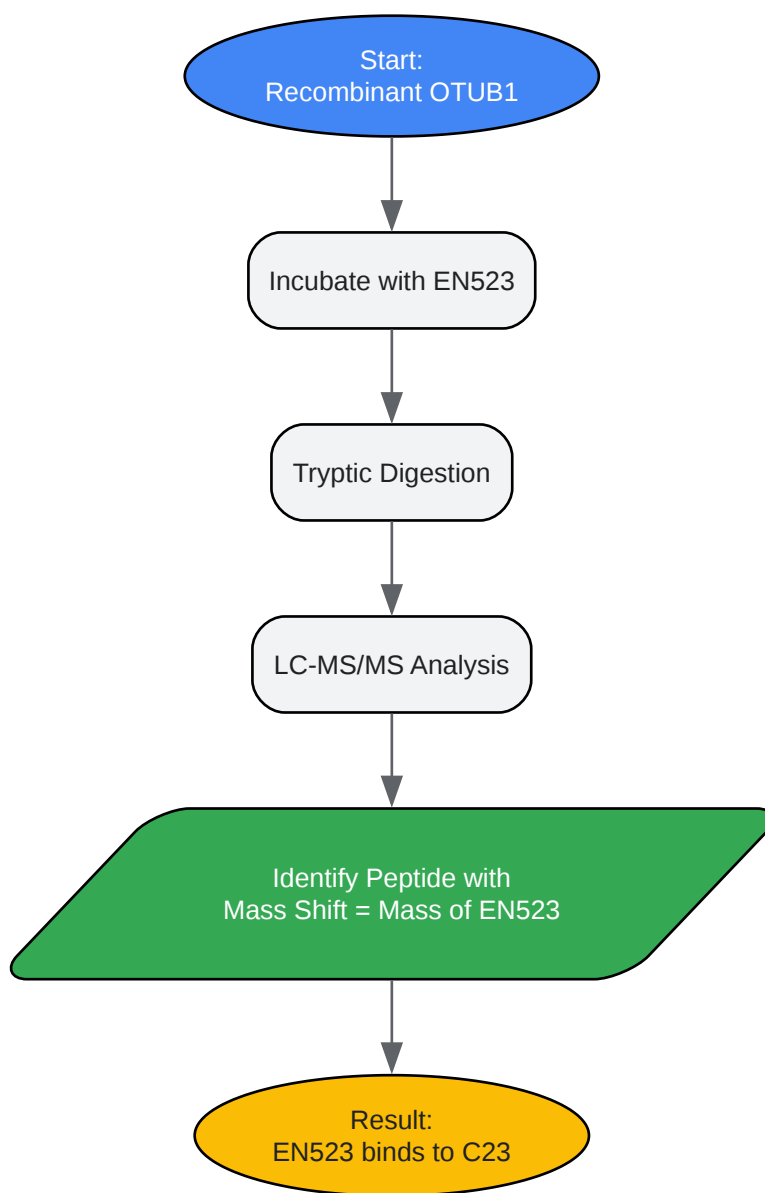 Start:
Recombinant OTUB1
Incubate with EN523
Tryptic Digestion
LC-MS/MS Analysis
Identify Peptide with
Mass Shift = Mass of EN523
Result:
EN523 binds to C23